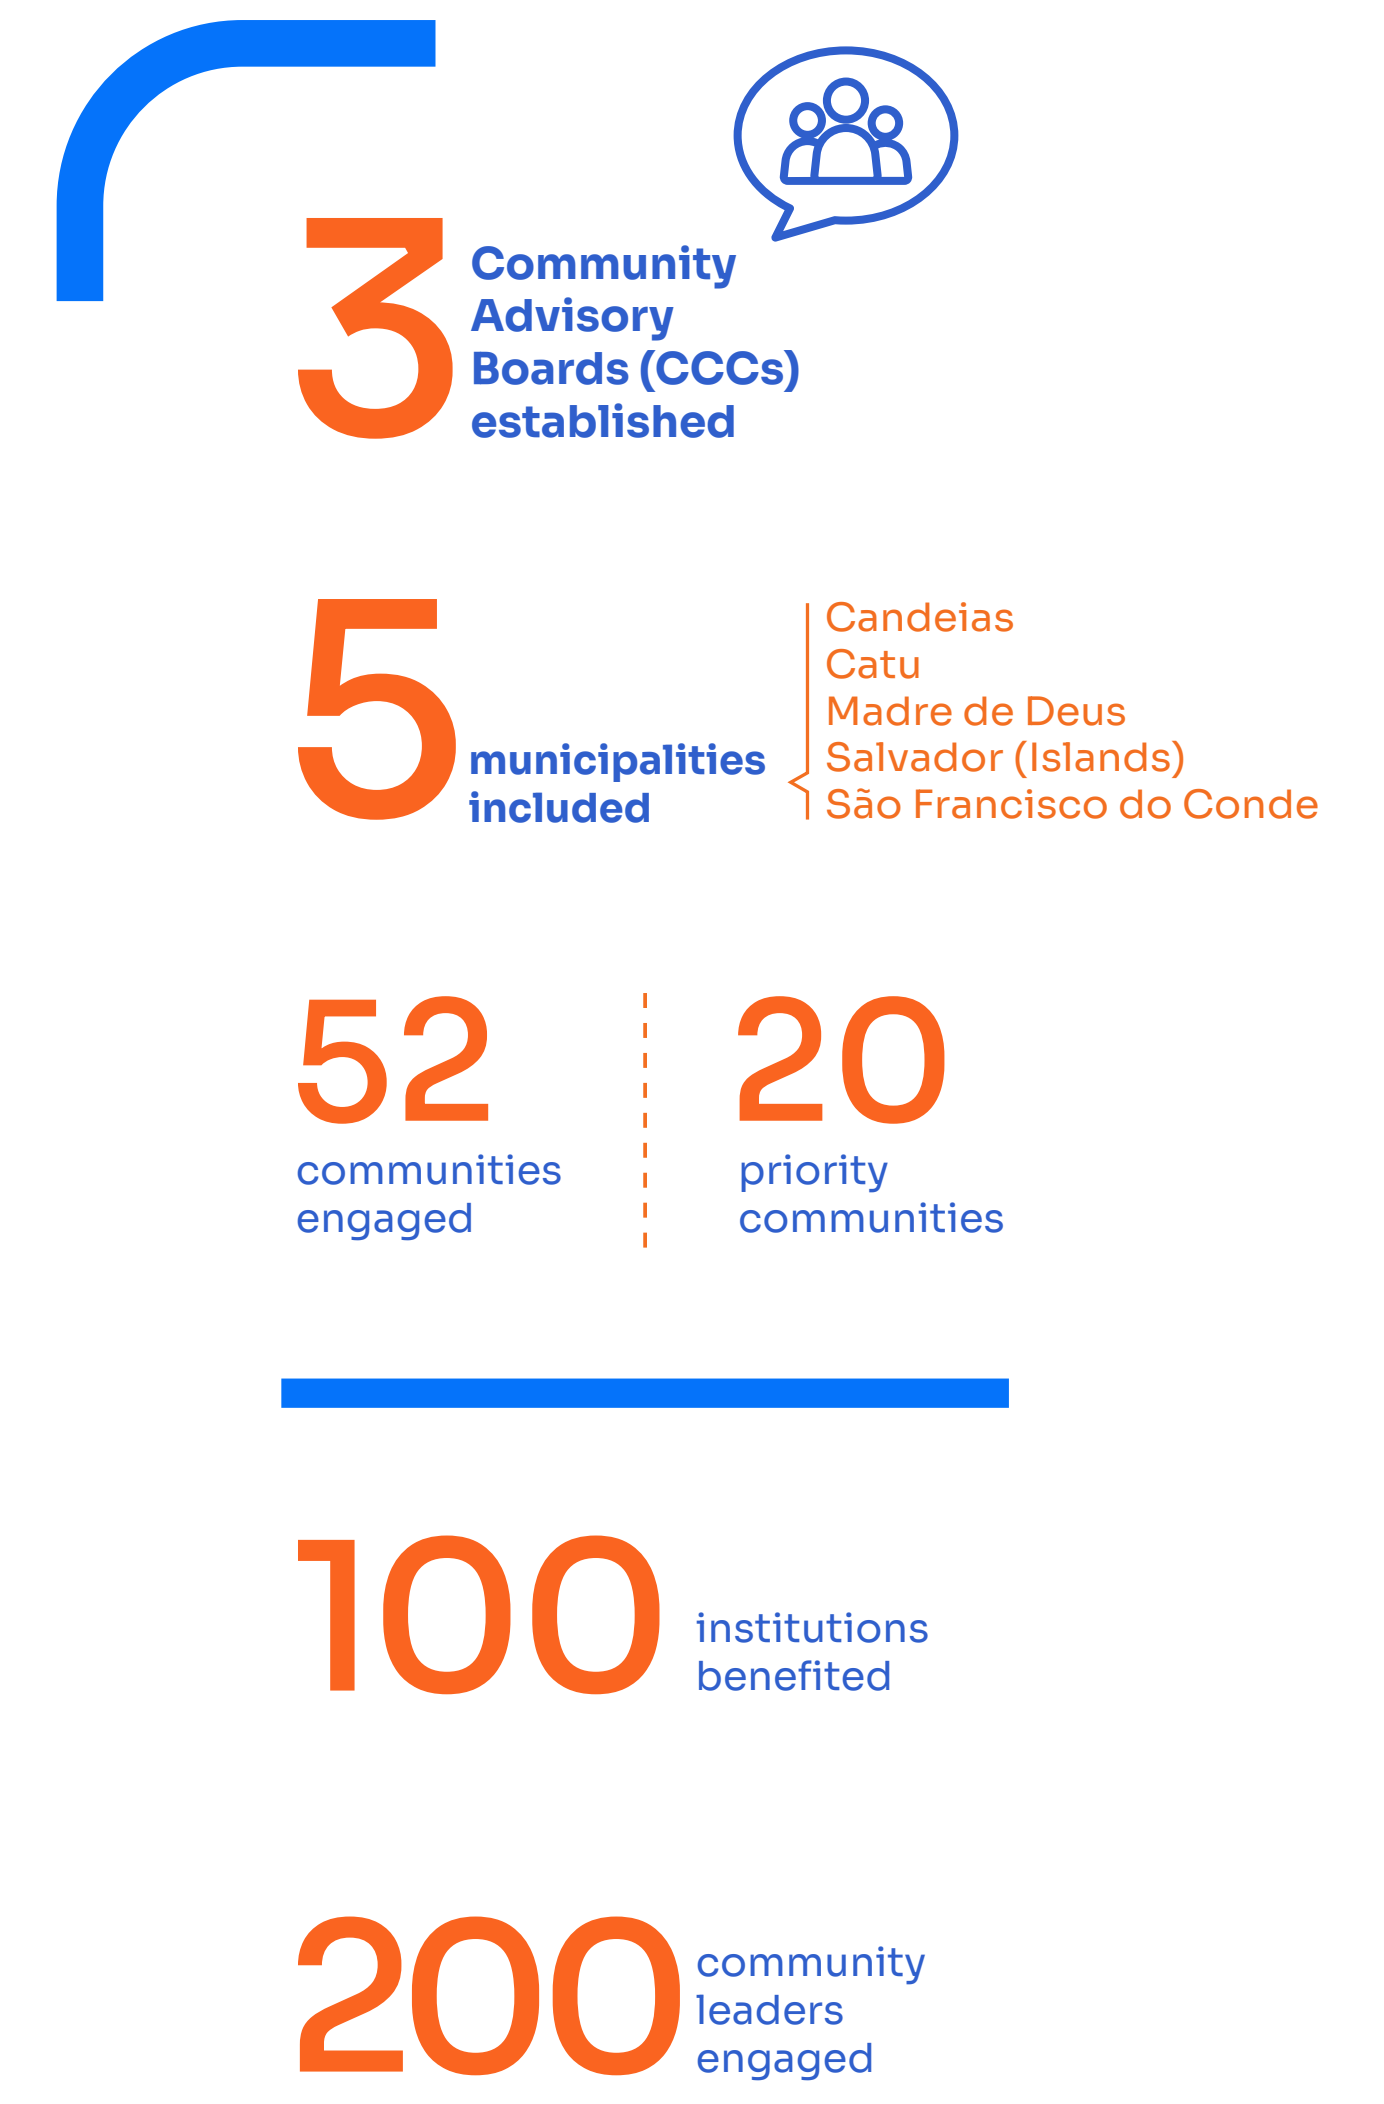 3
Community
Advisory
Boards (CCCs)
established
5
municipalities
included
Candeias
Catu
Madre de Deus
Salvador (Islands)
São Francisco do Conde
52
communities
engaged
20
priority
communities
100
institutions
benefited
200
community
leaders
engaged